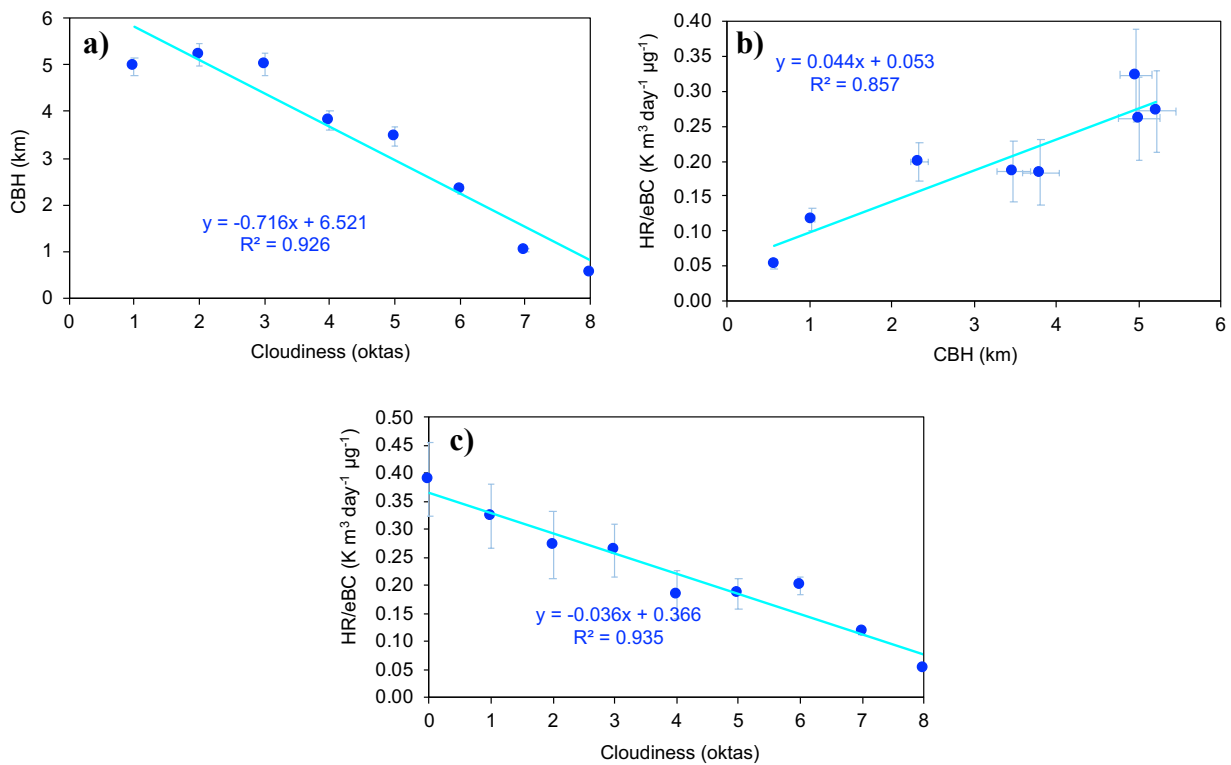 a)
6
5
4
3
2
1
0
CBH (km)
y = -0.716x + 6.521
R² = 0.926
0 1 2 3 4 5 6 7 8
Cloudiness (oktas)
b)
0.40
0.35
0.30
0.25
0.20
0.15
0.10
0.05
0.00
HR/eBC (K m³ day⁻¹ µg⁻¹)
y = 0.044x + 0.053
R² = 0.857
0 1 2 3 4 5 6
CBH (km)
c)
0.50
0.45
0.40
0.35
0.30
0.25
0.20
0.15
0.10
0.05
0.00
HR/eBC (K m³ day⁻¹ µg⁻¹)
y = -0.036x + 0.366
R² = 0.935
0 1 2 3 4 5 6 7 8
Cloudiness (oktas)